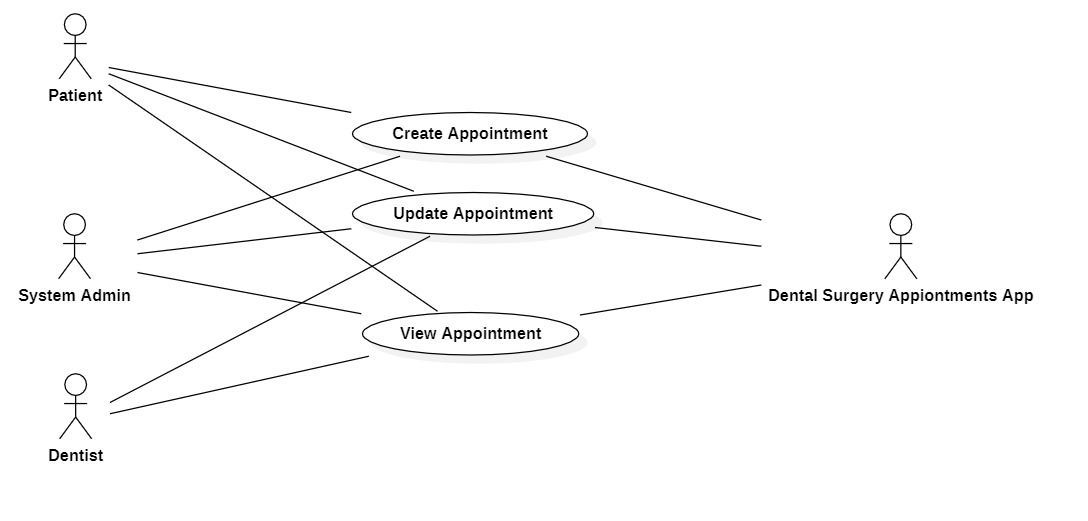 Patient
Create Appointment
Update Appointment
System Admin
Dental Surgery Appiontments App
View Appointment
Dentist